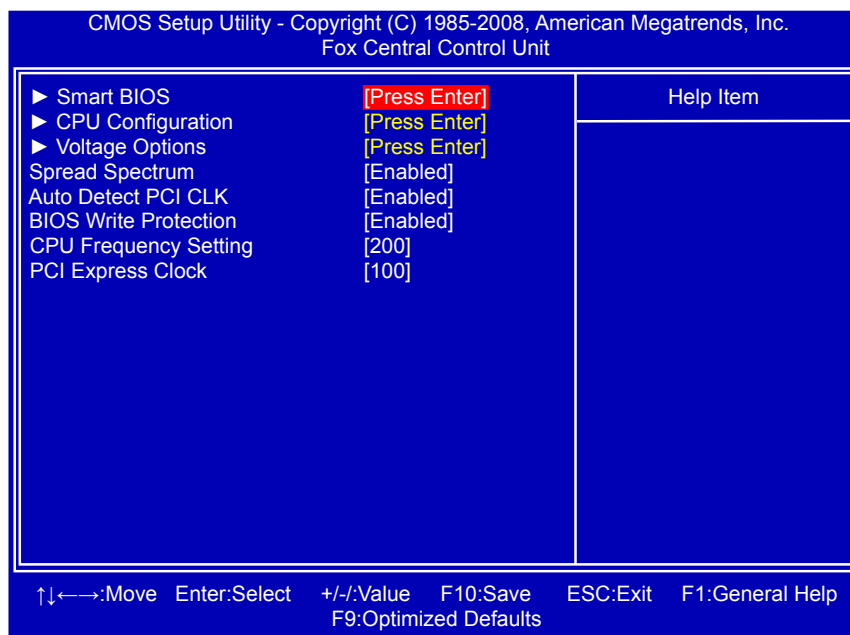 CMOS Setup Utility - Copyright (C) 1985-2008, American Megatrends, Inc.
Fox Central Control Unit
► Smart BIOS [Press Enter]
► CPU Configuration [Press Enter]
► Voltage Options [Press Enter]
Spread Spectrum [Enabled]
Auto Detect PCI CLK [Enabled]
BIOS Write Protection [Enabled]
CPU Frequency Setting [200]
PCI Express Clock [100]
Help Item
↑↓←→:Move Enter:Select +/-/:Value F10:Save ESC:Exit F1:General Help
F9:Optimized Defaults